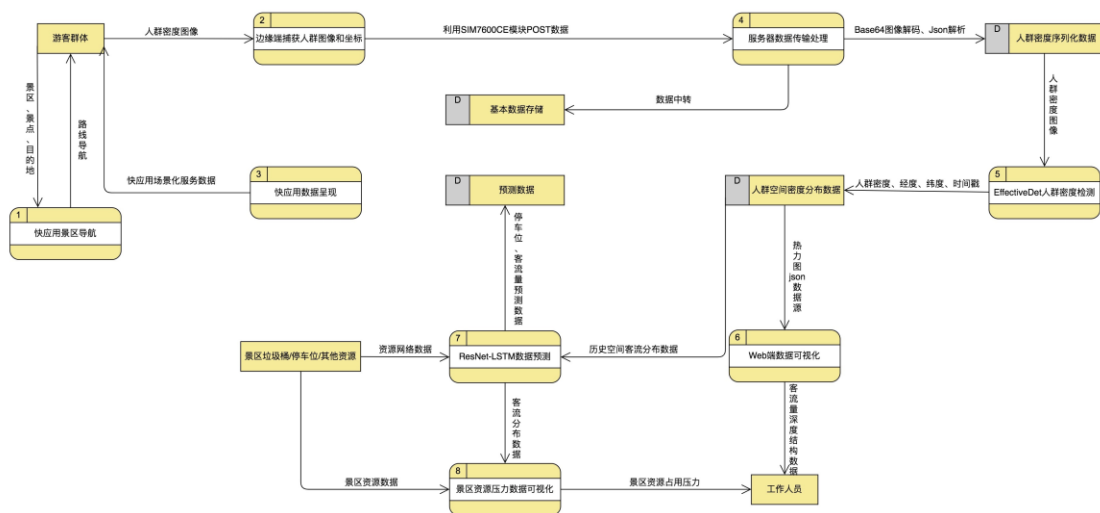 游客群体
人群密度图像
2
边缘端捕获人群图像和坐标
利用SIM7600CE模块POST数据
4
服务器数据传输处理
Base64图像解码、Json解析
D
人群密度序列化数据
数据中转
D
基本数据存储
景区、景点、目的地
路线导航
人群密度图像
快应用场景化服务数据
3
快应用数据呈现
D
预测数据
D
人群空间密度分布数据
人群密度、经度、纬度、时间戳
5
EffectiveDet人群密度检测
1
快应用景区导航
停车位、客流量预测数据
热力图json数据源
景区垃圾桶/停车位/其他资源
资源网络数据
7
ResNet-LSTM数据预测
历史空间客流分布数据
6
Web端数据可视化
客流分布数据
客流量深度结构数据
景区资源数据
8
景区资源压力数据可视化
景区资源占用压力
工作人员